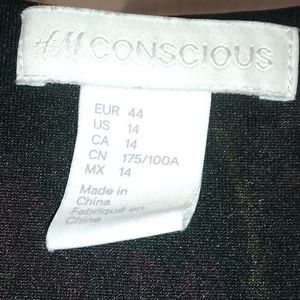 H&M CONSCIOUS
EUR 44
US 14
CA 14
CN 175/100A
MX 14
Made in
China
Fabriqué en
Chine